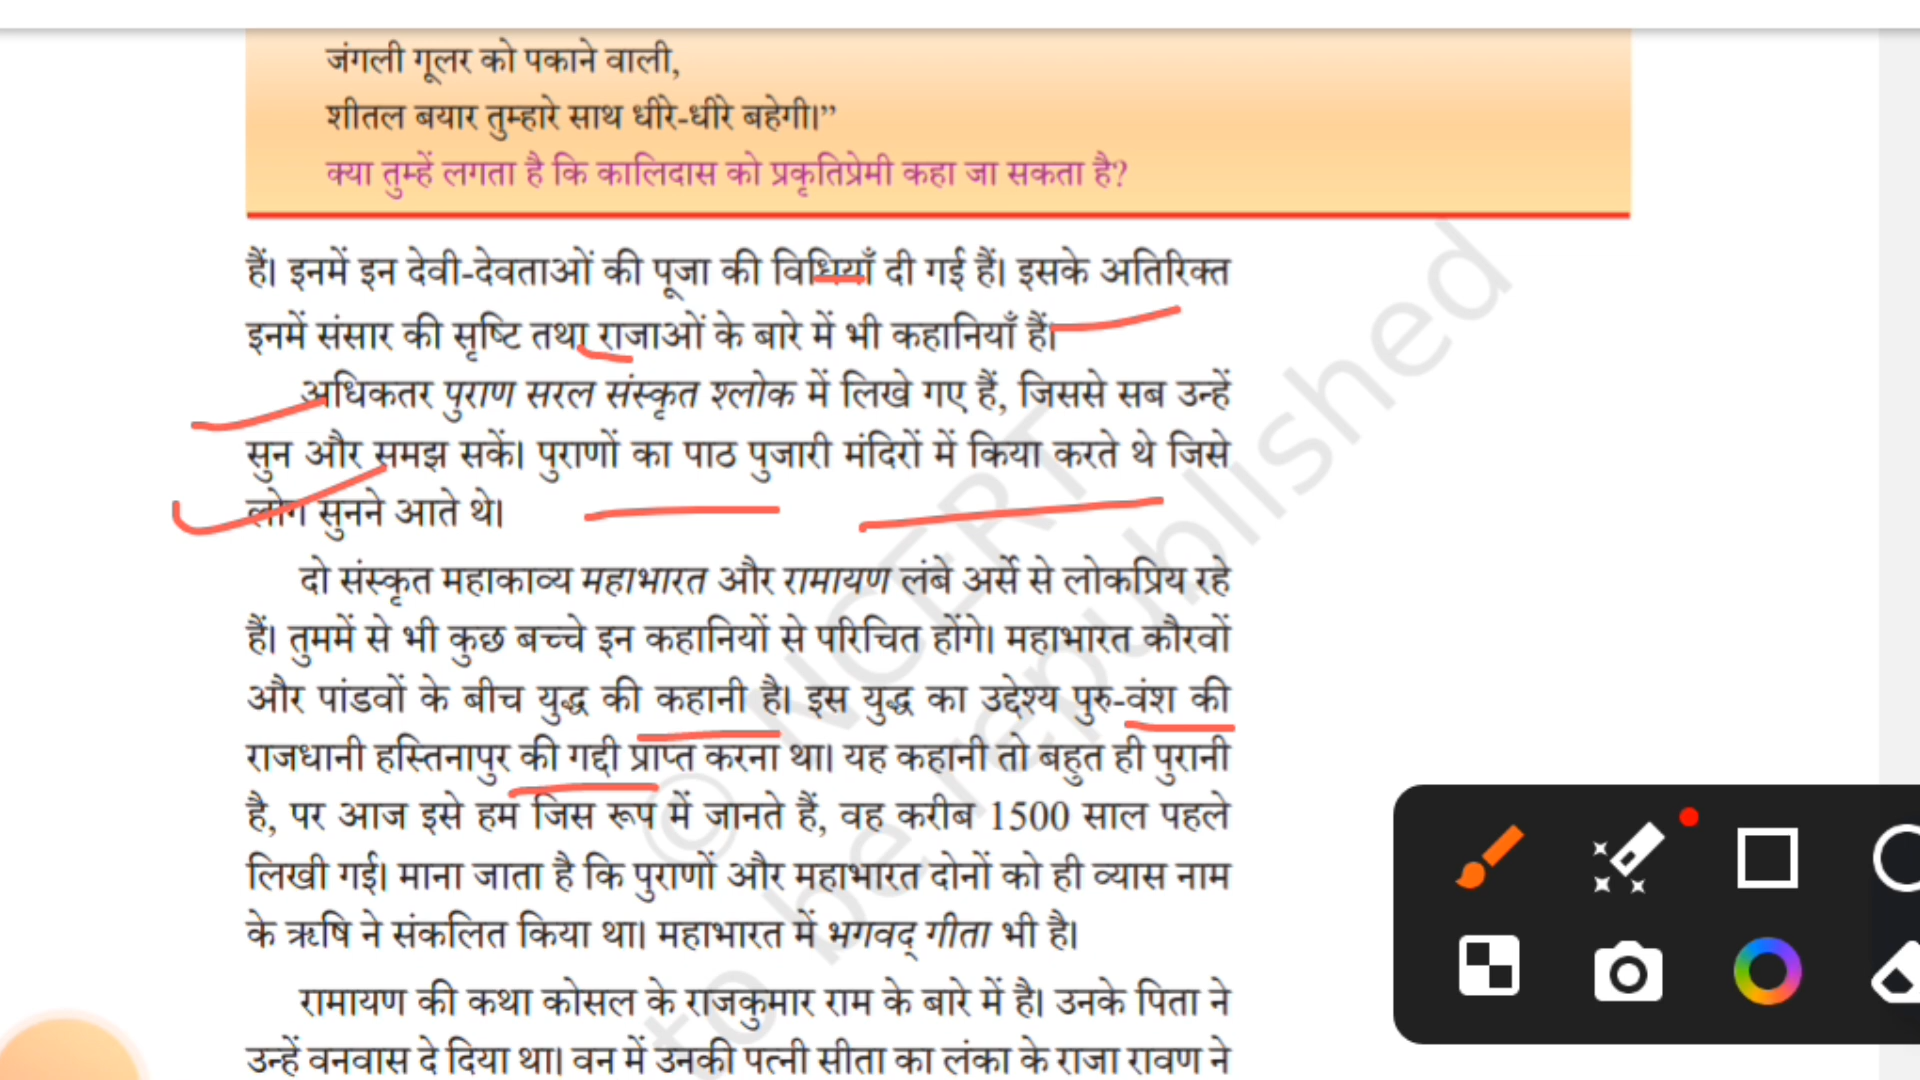 जंगली गूलर को पकाने वाली,
शीतल बयार तुम्हारे साथ धीरे-धीरे बहेगी।”
क्या तुम्हें लगता है कि कालिदास को प्रकृतिप्रेमी कहा जा सकता है?
हैं। इनमें इन देवी-देवताओं की पूजा की विधियाँ दी गई हैं। इसके अतिरिक्त
इनमें संसार की सृष्टि तथा राजाओं के बारे में भी कहानियाँ हैं।
अधिकतर पुराण सरल संस्कृत श्लोक में लिखे गए हैं, जिससे सब उन्हें
सुन और समझ सकें। पुराणों का पाठ पुजारी मंदिरों में किया करते थे जिसे
लोग सुनने आते थे।
दो संस्कृत महाकाव्य महाभारत और रामायण लंबे अर्से से लोकप्रिय रहे
हैं। तुममें से भी कुछ बच्चे इन कहानियों से परिचित होंगे। महाभारत कौरवों
और पांडवों के बीच युद्ध की कहानी है। इस युद्ध का उद्देश्य पुरु-वंश की
राजधानी हस्तिनापुर की गद्दी प्राप्त करना था। यह कहानी तो बहुत ही पुरानी
है, पर आज इसे हम जिस रूप में जानते हैं, वह करीब 1500 साल पहले
लिखी गई। माना जाता है कि पुराणों और महाभारत दोनों को ही व्यास नाम
के ऋषि ने संकलित किया था। महाभारत में भगवद् गीता भी है।
रामायण की कथा कोसल के राजकुमार राम के बारे में है। उनके पिता ने
उन्हें वनवास दे दिया था। वन में उनकी पत्नी सीता का लंका के राजा रावण ने
© NCERT
to be republished